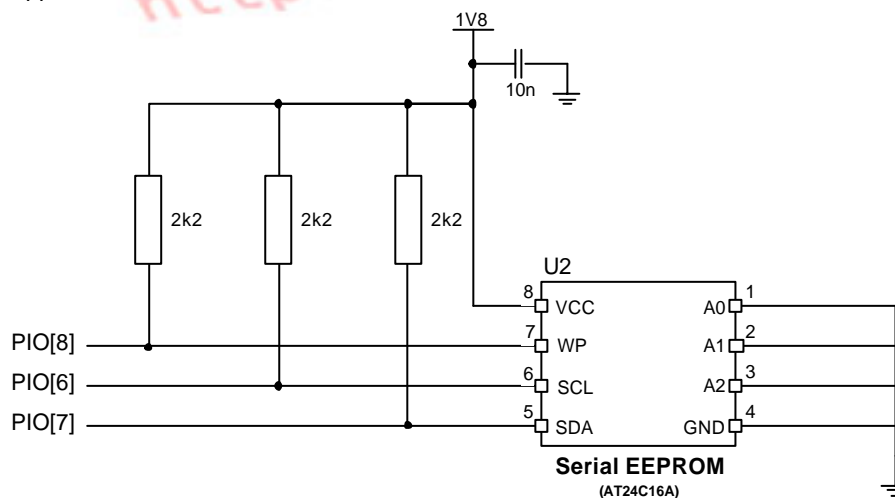 1V8
10n
2k2 2k2 2k2
U2
8 VCC A0 1
PIO[8] 7 WP A1 2
PIO[6] 6 SCL A2 3
PIO[7] 5 SDA GND 4
Serial EEPROM
(AT24C16A)